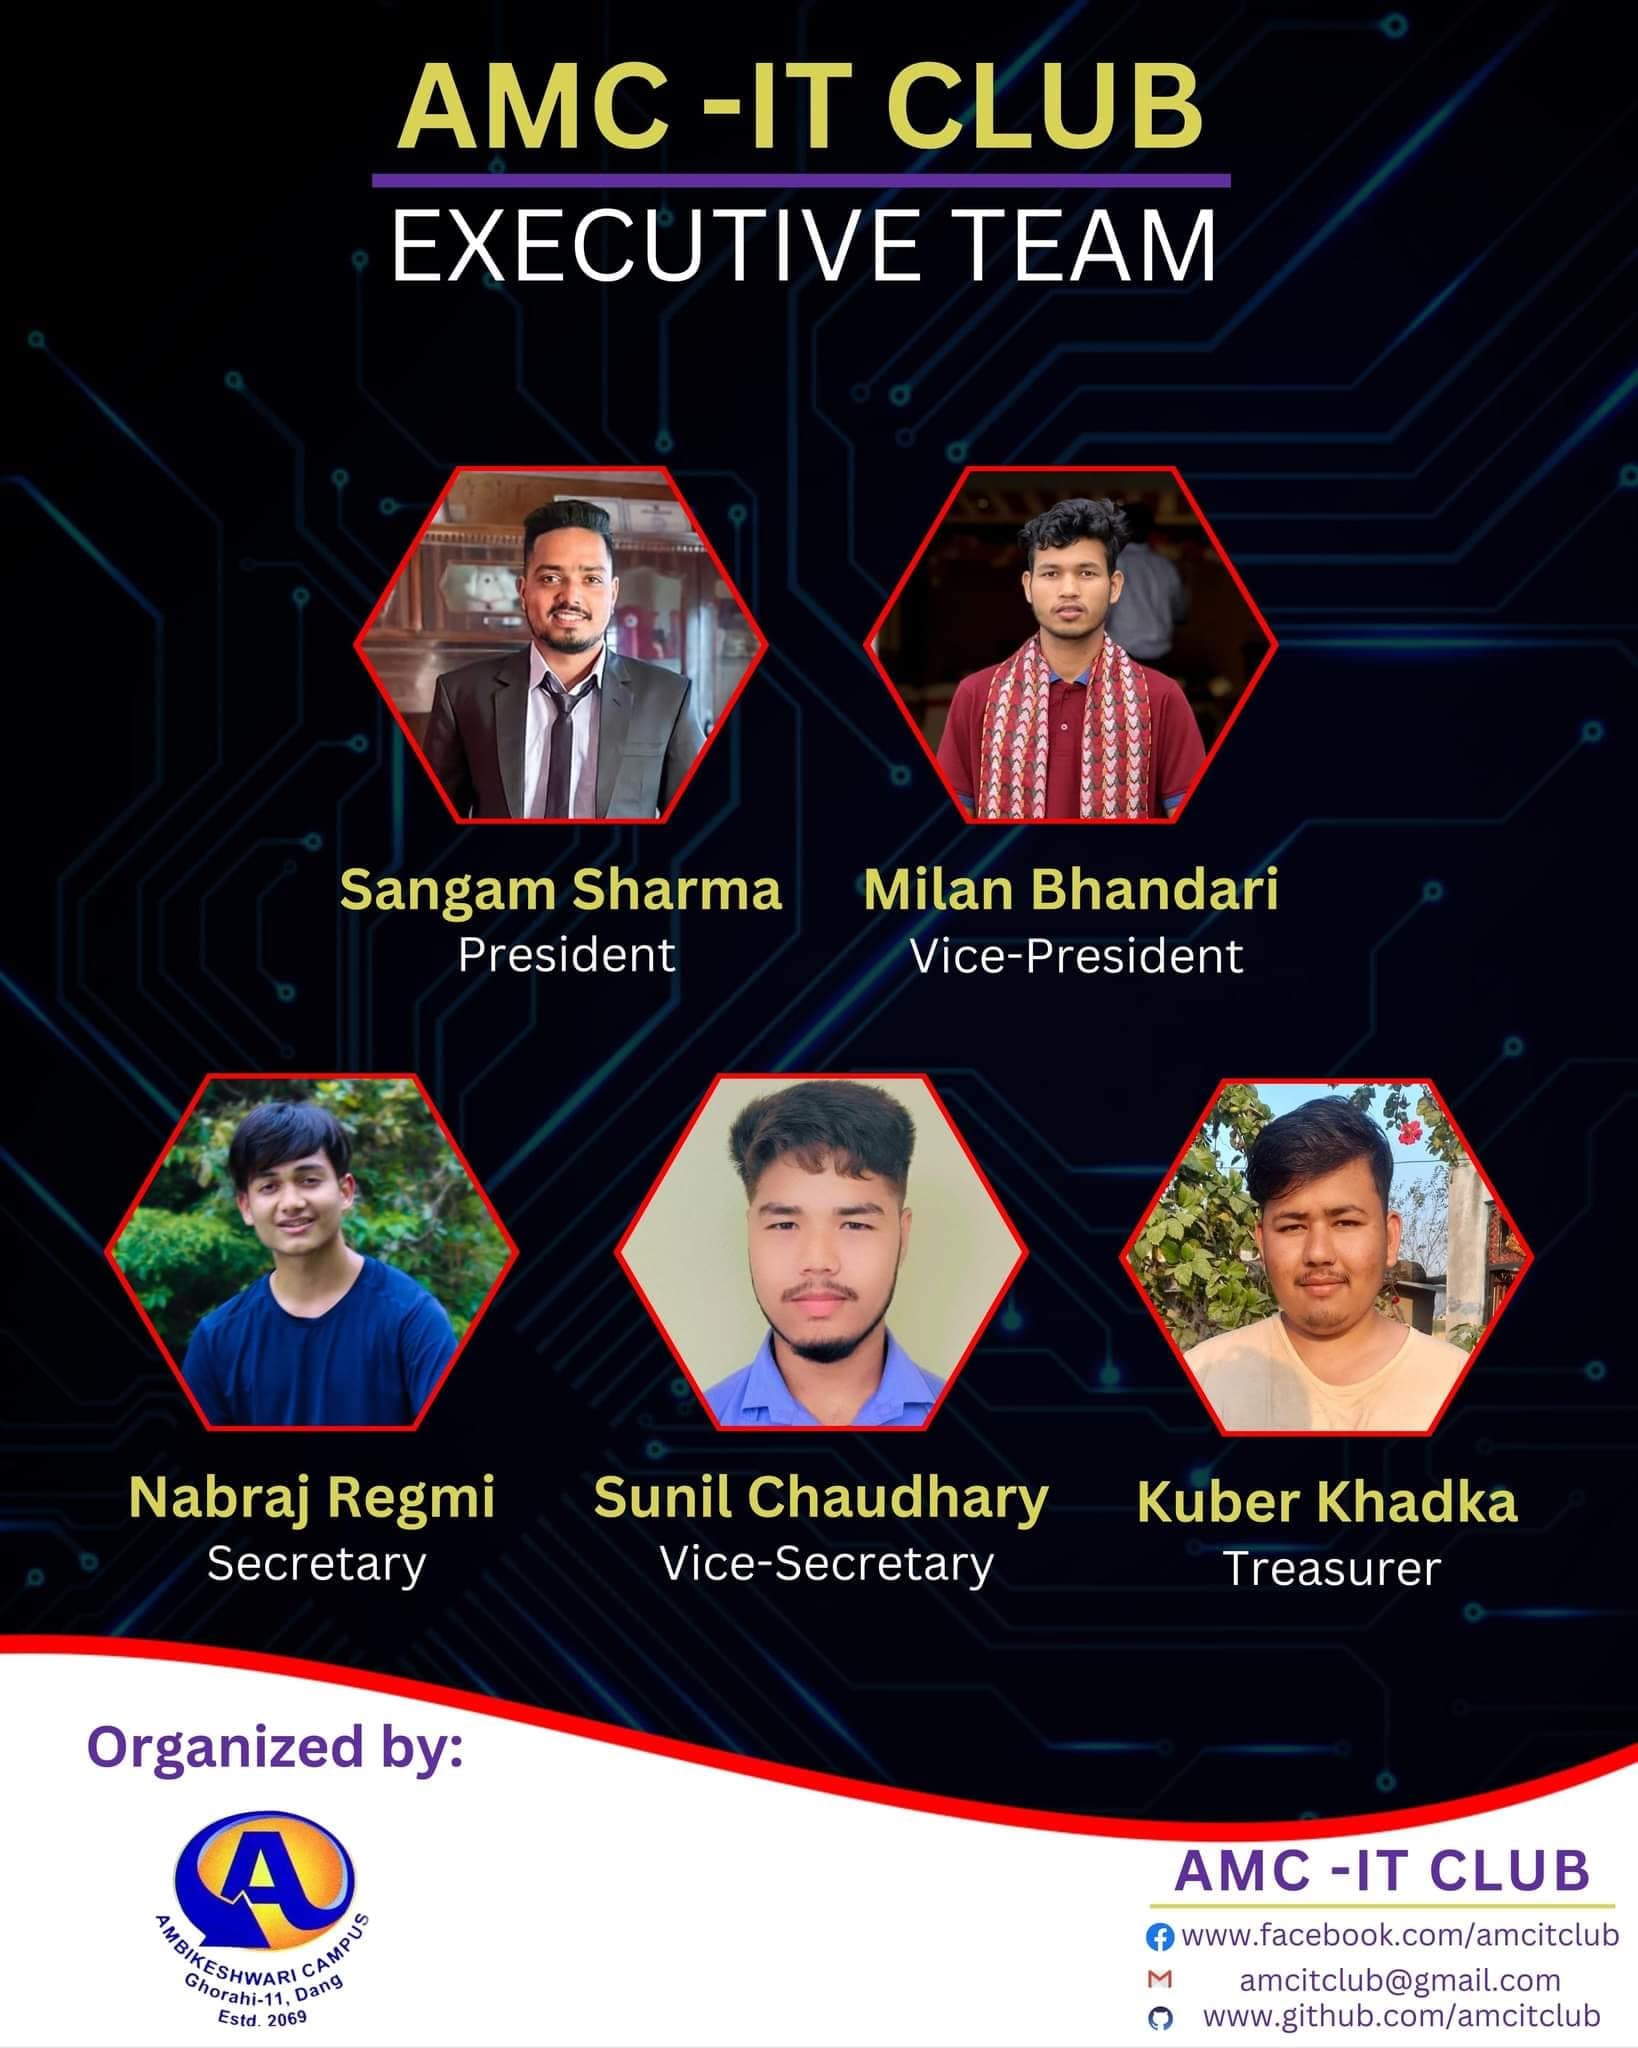 AMC -IT CLUB
EXECUTIVE TEAM
Sangam Sharma
President
Milan Bhandari
Vice-President
Nabraj Regmi
Secretary
Sunil Chaudhary
Vice-Secretary
Kuber Khadka
Treasurer
Organized by:
A
AMBIKESHWARI CAMPUS
Ghorahi-11, Dang
Estd. 2069
AMC -IT CLUB
www.facebook.com/amcitclub
amcitclub@gmail.com
www.github.com/amcitclub